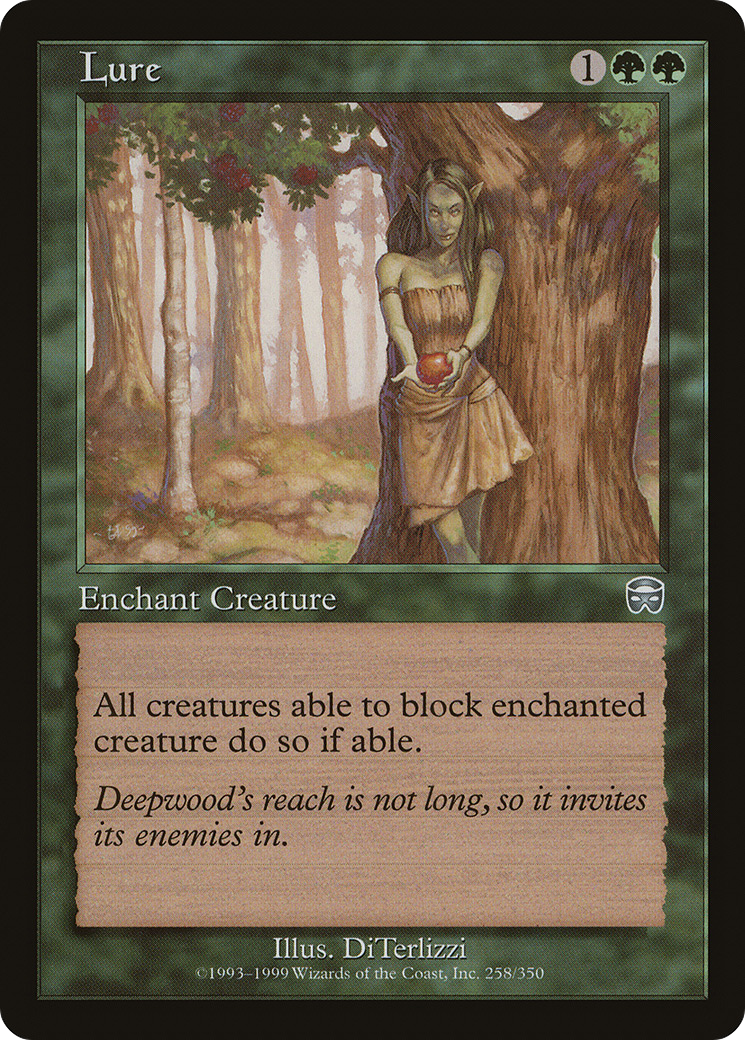 Lure 1
Enchant Creature
All creatures able to block enchanted
creature do so if able.
Deepwood's reach is not long, so it invites
its enemies in.
Illus. DiTerlizzi
©1993–1999 Wizards of the Coast, Inc. 258/350